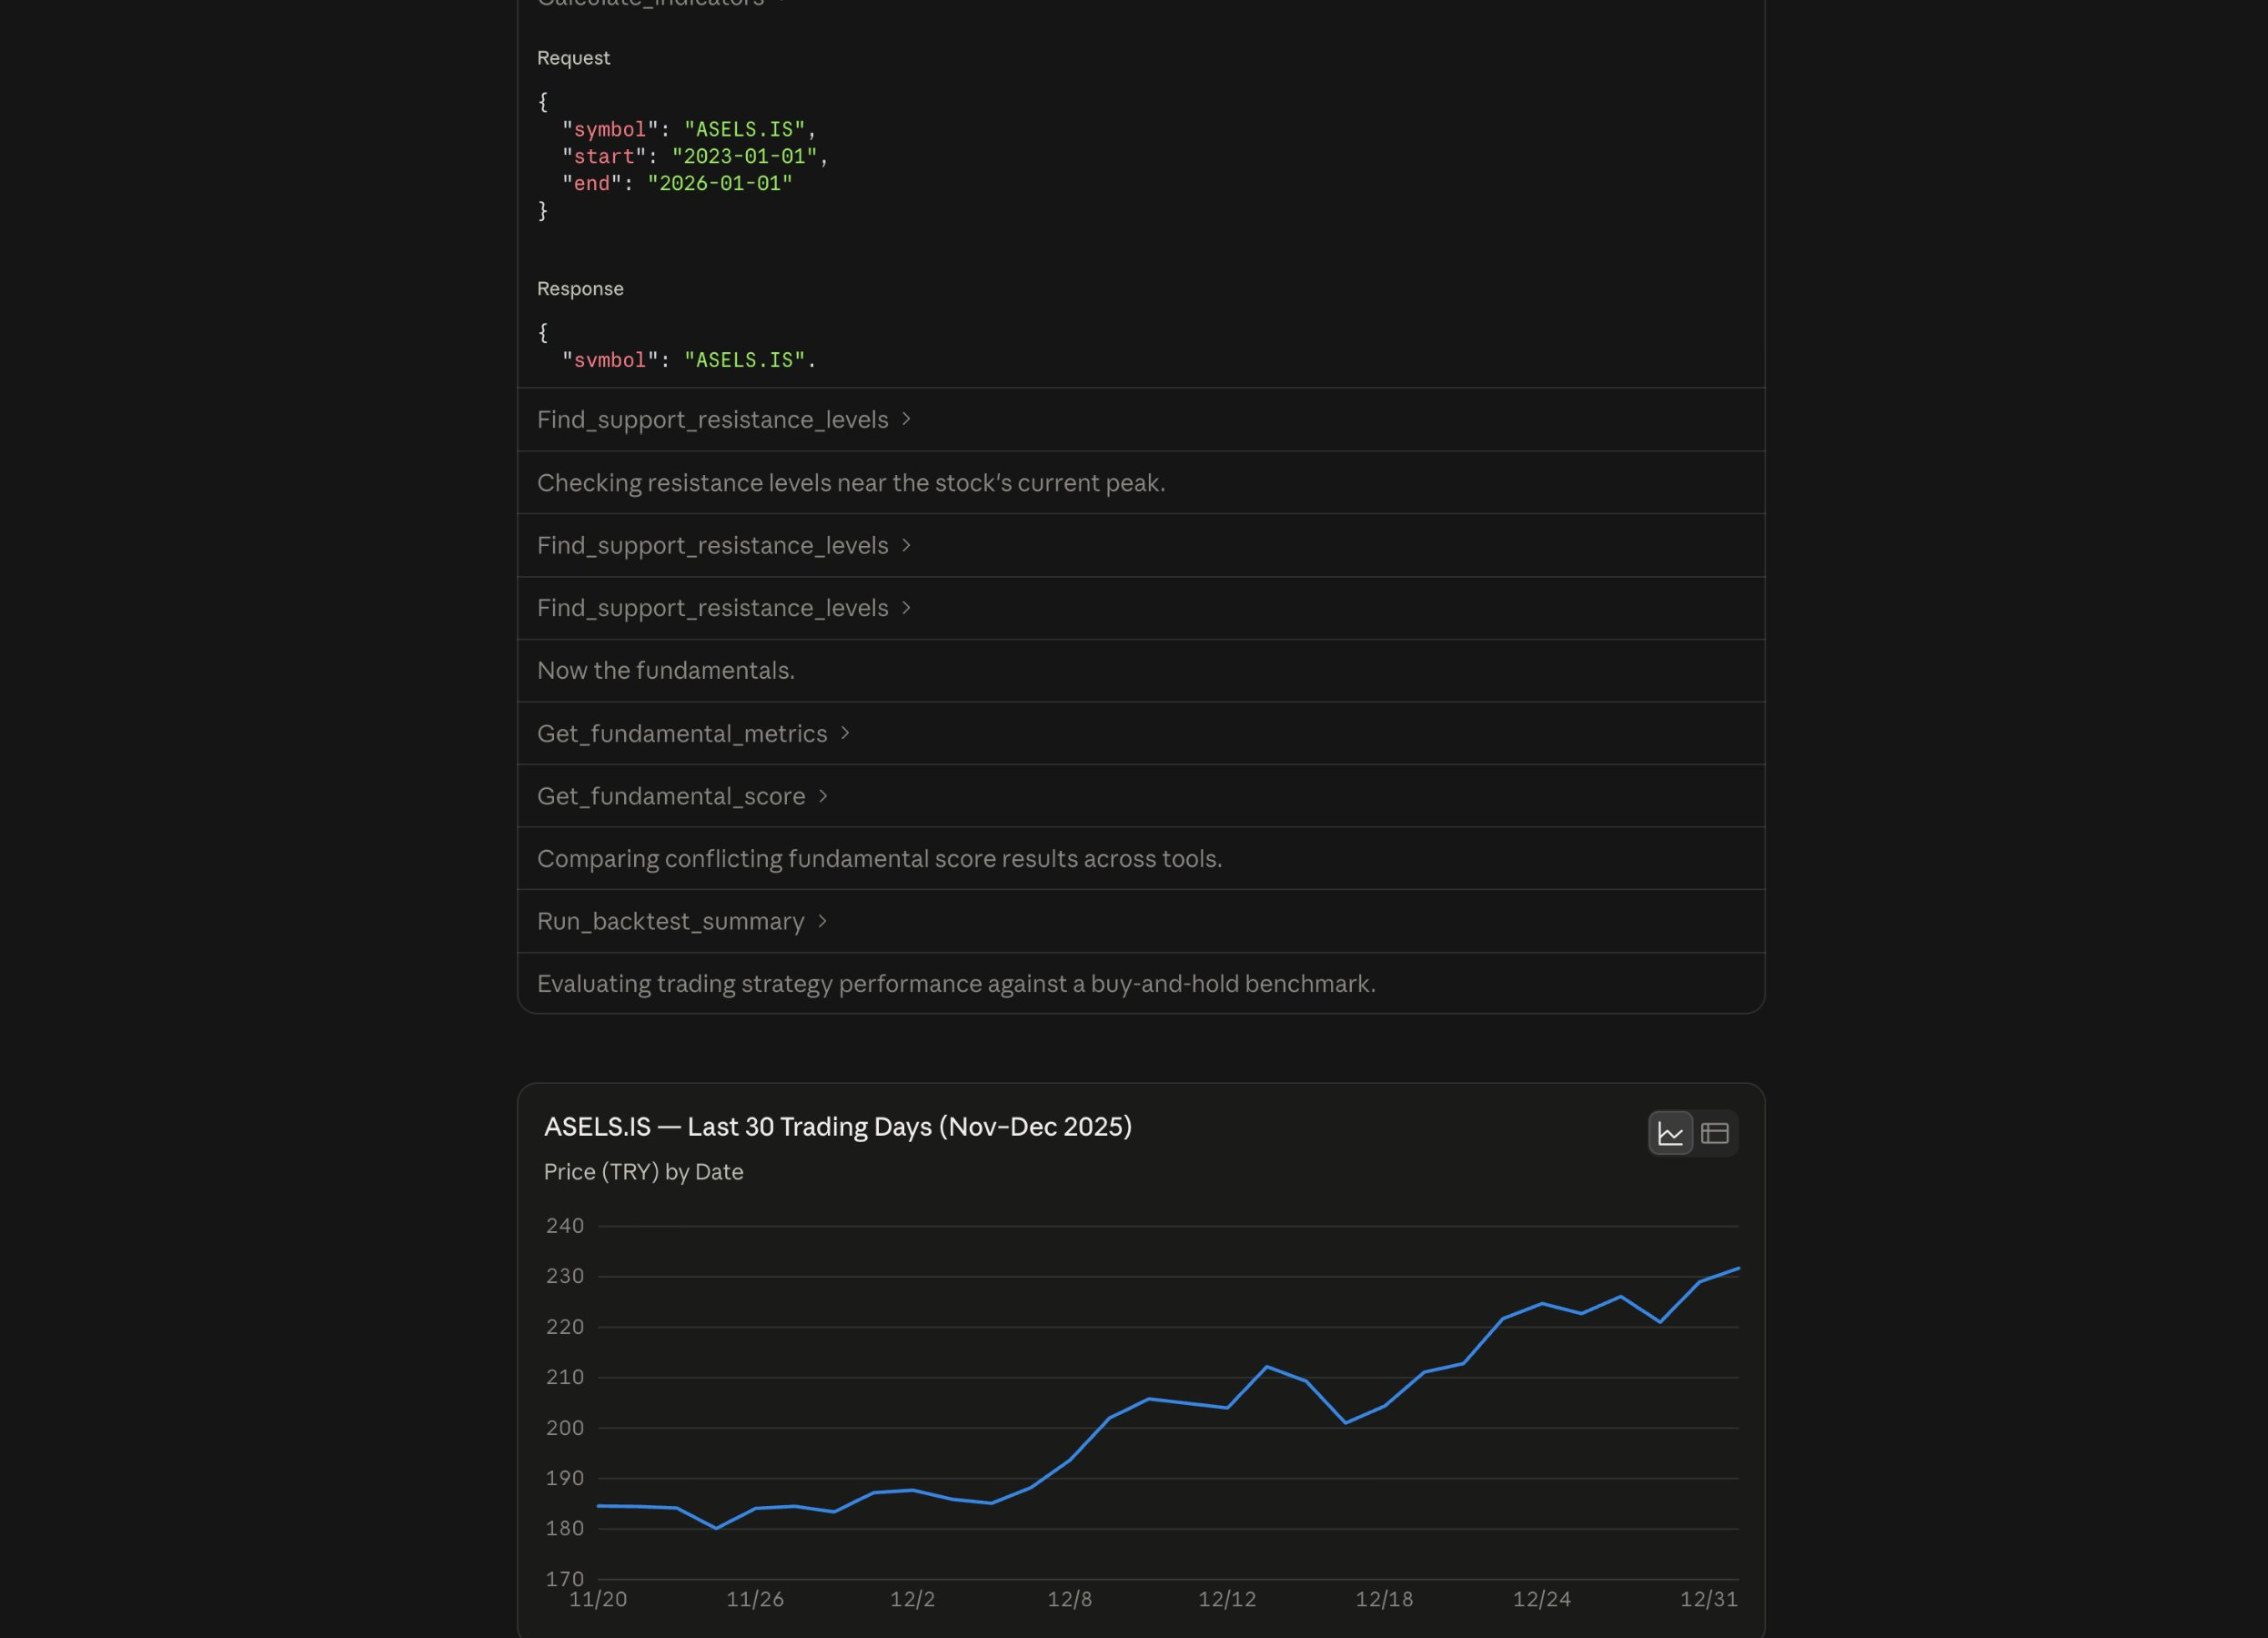 Calculate_indicators
Request
{
"symbol": "ASELS.IS",
"start": "2023-01-01",
"end": "2026-01-01"
}
Response
{
"symbol": "ASELS.IS",
Find_support_resistance_levels
Checking resistance levels near the stock's current peak.
Find_support_resistance_levels
Find_support_resistance_levels
Now the fundamentals.
Get_fundamental_metrics
Get_fundamental_score
Comparing conflicting fundamental score results across tools.
Run_backtest_summary
Evaluating trading strategy performance against a buy-and-hold benchmark.
ASELS.IS — Last 30 Trading Days (Nov–Dec 2025)
Price (TRY) by Date
240
230
220
210
200
190
180
170
11/20 11/26 12/2 12/8 12/12 12/18 12/24 12/31